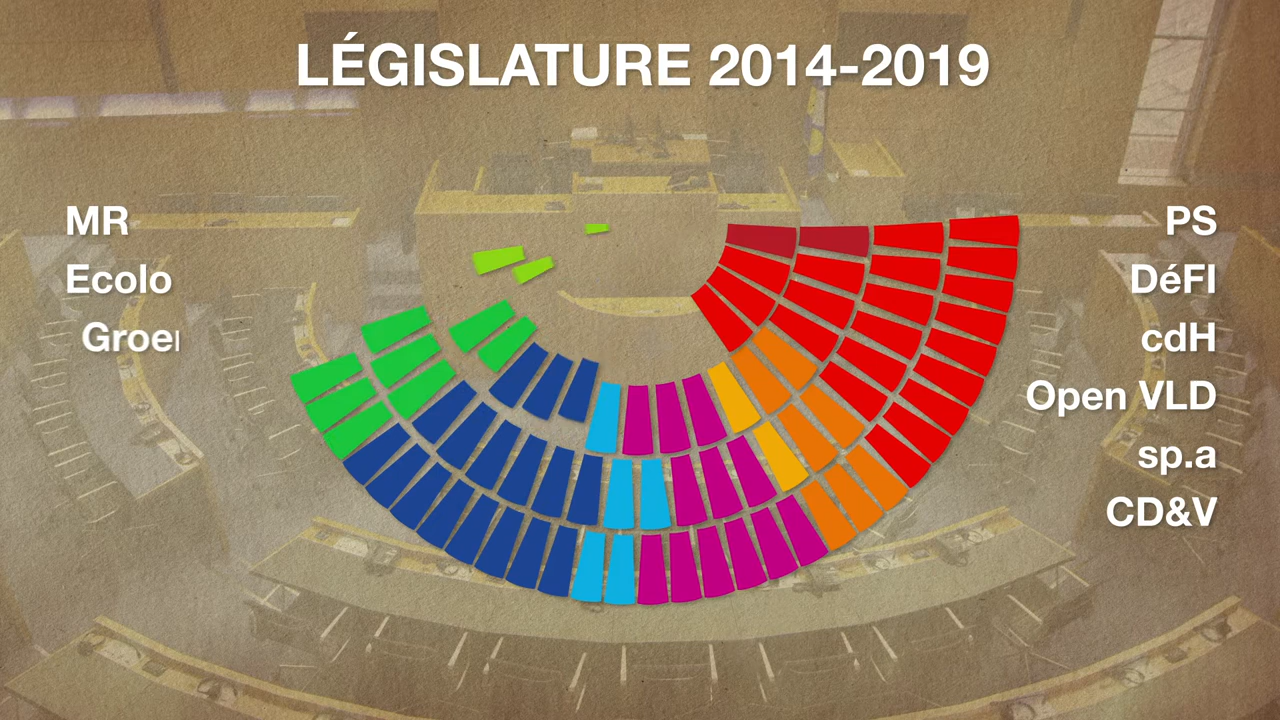 LÉGISLATURE 2014-2019
MR
Ecolo
Groe
PS
DéFI
cdH
Open VLD
sp.a
CD&V